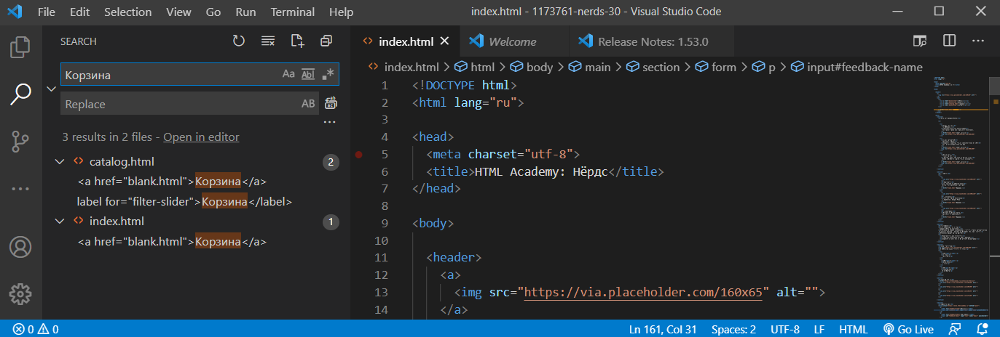 File Edit Selection View Go Run Terminal Help index.html - 1173761-nerds-30 - Visual Studio Code
SEARCH
Корзина Aa Abl .*
Replace AB
3 results in 2 files - Open in editor
catalog.html 2
<a href="blank.html">Корзина</a>
label for="filter-slider">Корзина</label>
index.html 1
<a href="blank.html">Корзина</a>
index.html Welcome Release Notes: 1.53.0
index.html > html > body > main > section > form > p > input#feedback-name
1 <!DOCTYPE html>
2 <html lang="ru">
3
4 <head>
5 <meta charset="utf-8">
6 <title>HTML Academy: Нёрдс</title>
7 </head>
8
9 <body>
10
11 <header>
12 <a>
13 <img src="https://via.placeholder.com/160x65" alt="">
14 </a>
0 0 Ln 161, Col 31 Spaces: 2 UTF-8 LF HTML Go Live